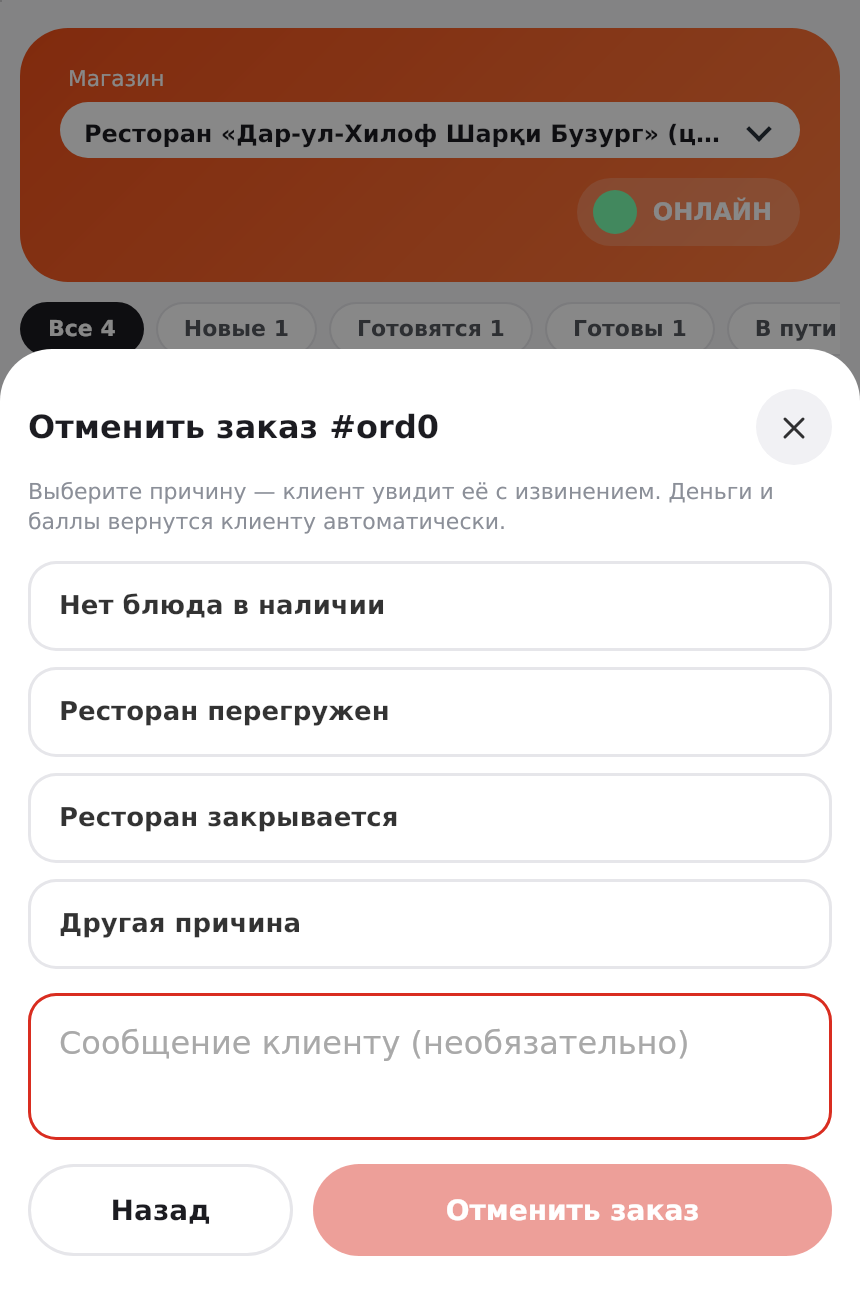 Магазин
Ресторан «Дар-ул-Хилоф Шарқи Бузург» (ц...
ОНЛАЙН
Все 4 Новые 1 Готовятся 1 Готовы 1 В пути
Отменить заказ #ord0
Выберите причину — клиент увидит её с извинением. Деньги и
баллы вернутся клиенту автоматически.
Нет блюда в наличии
Ресторан перегружен
Ресторан закрывается
Другая причина
Сообщение клиенту (необязательно)
Назад Отменить заказ